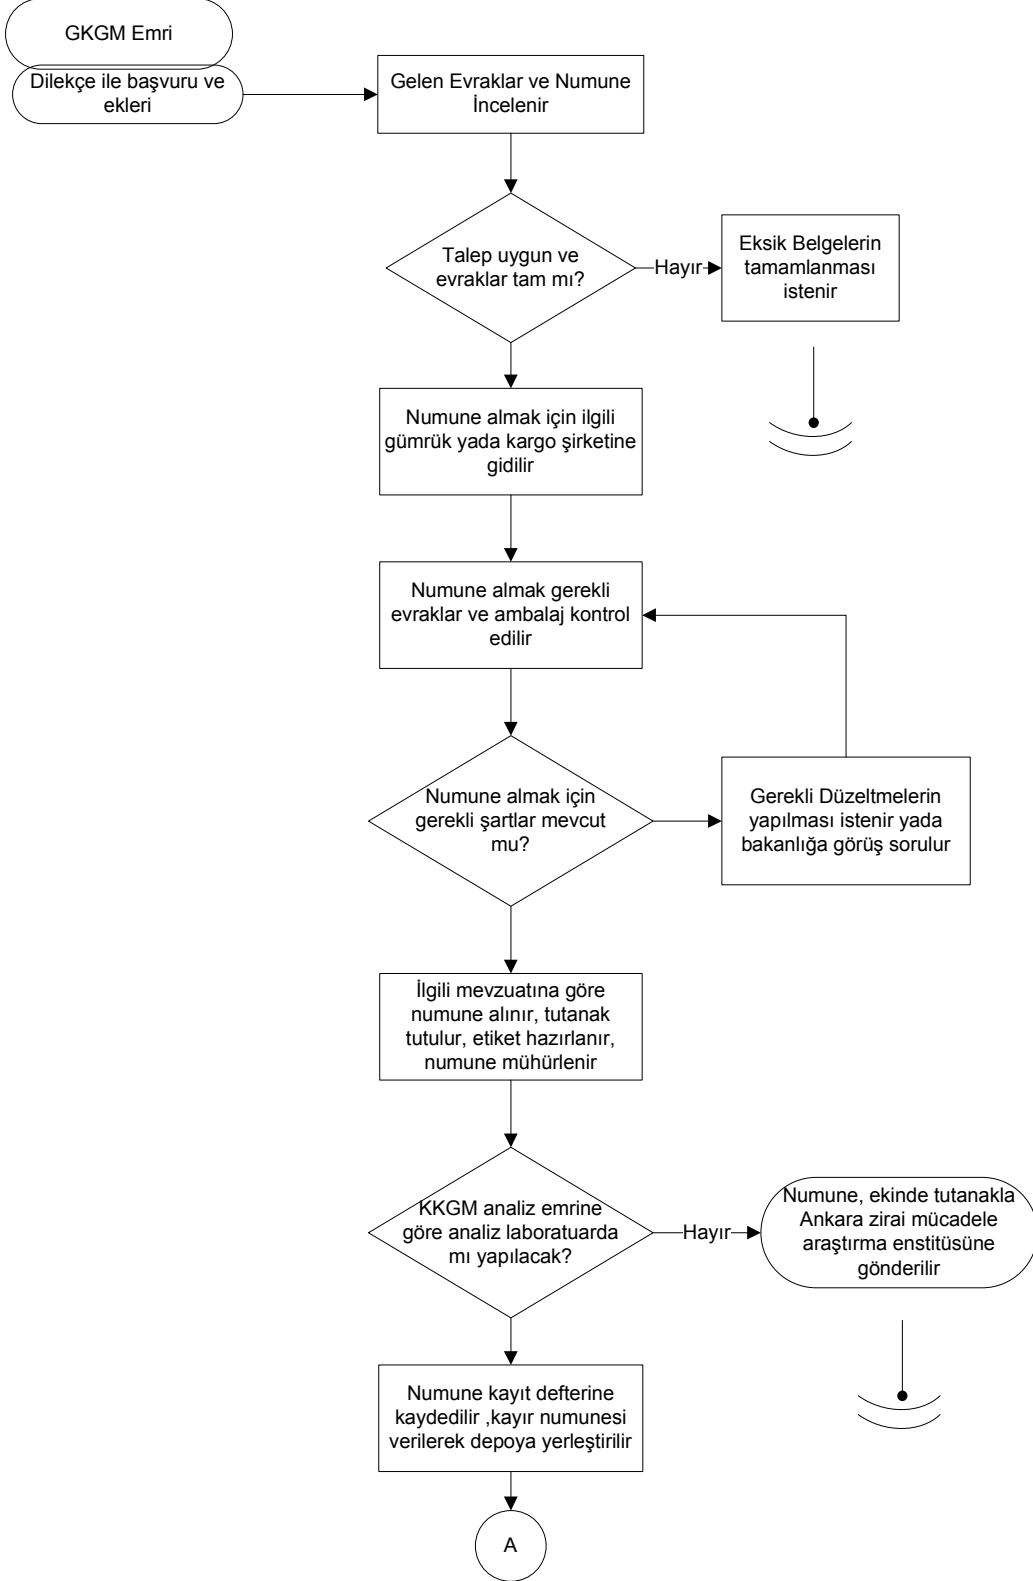 GKGM Emri
Dilekçe ile başvuru ve
ekleri
Gelen Evraklar ve Numune
İncelenir
Talep uygun ve
evraklar tam mı?
Hayır
Eksik Belgelerin
tamamlanması
istenir
Numune almak için ilgili
gümrük yada kargo şirketine
gidilir
Numune almak gerekli
evraklar ve ambalaj kontrol
edilir
Numune almak için
gerekli şartlar mevcut
mu?
Gerekli Düzeltmelerin
yapılması istenir yada
bakanlığa görüş sorulur
İlgili mevzuatına göre
numune alınır, tutanak
tutulur, etiket hazırlanır,
numune mühürlenir
KKGM analiz emrine
göre analiz laboratuarda
mı yapılacak?
Hayır
Numune, ekinde tutanakla
Ankara zirai mücadele
araştırma enstitüsüne
gönderilir
Numune kayıt defterine
kaydedilir ,kayır numunesi
verilerek depoya yerleştirilir
A